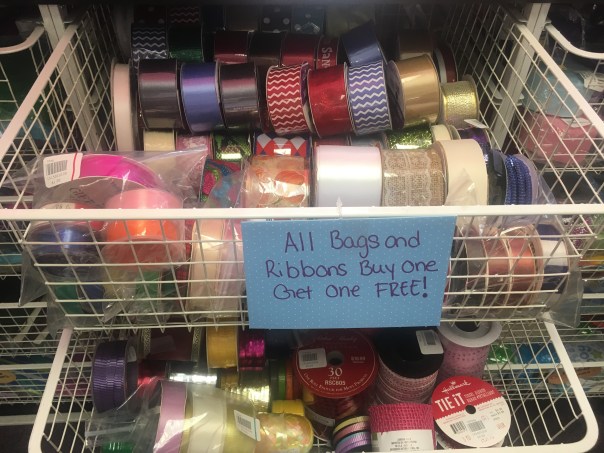 All Bags and
Ribbons Buy One
Get One FREE!
30
Hallmark
TIE iT